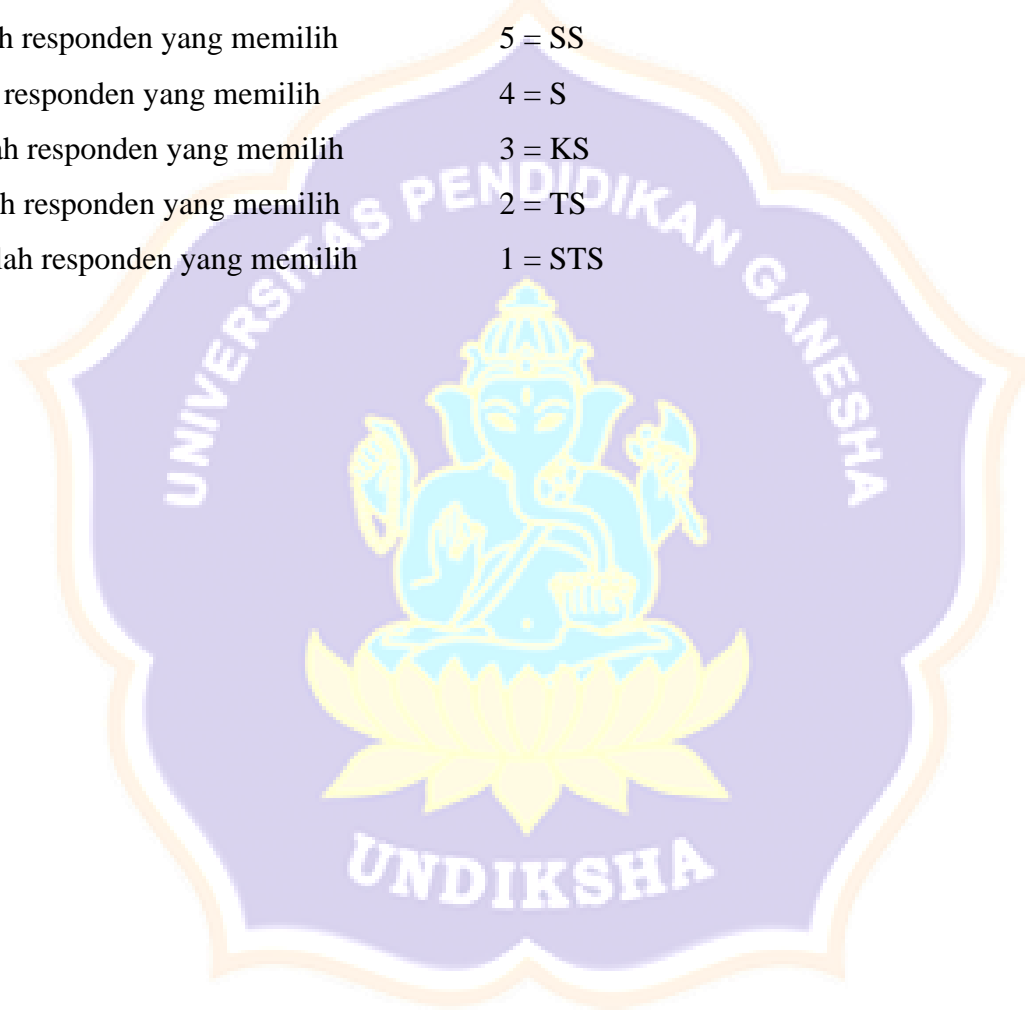 h responden yang memilih 5 = SS
responden yang memilih 4 = S
ah responden yang memilih 3 = KS
h responden yang memilih 2 = TS
lah responden yang memilih 1 = STS
UNIVERSITAS PENDIDIKAN GANESHA
UNDIKSHA